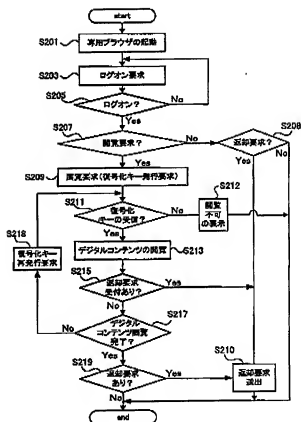 start
S201
専用ブラウザの起動
S203
ログオン要求
S205
ログオン?
No
Yes
S207
閲覧要求?
No
S208
返却要求?
No
Yes
Yes
S209
閲覧要求(復号化キー発行要求)
S211
復号化
キーの受信?
No
S212
閲覧
不可
の表示
Yes
S218
復号化キー
再発行要求
デジタルコンテンツの閲覧
S213
S215
返却要求
受付あり?
Yes
No
S217
デジタル
コンテンツ閲覧
完了?
No
Yes
S219
返却要求
あり?
Yes
S210
返却要求
送出
No
end